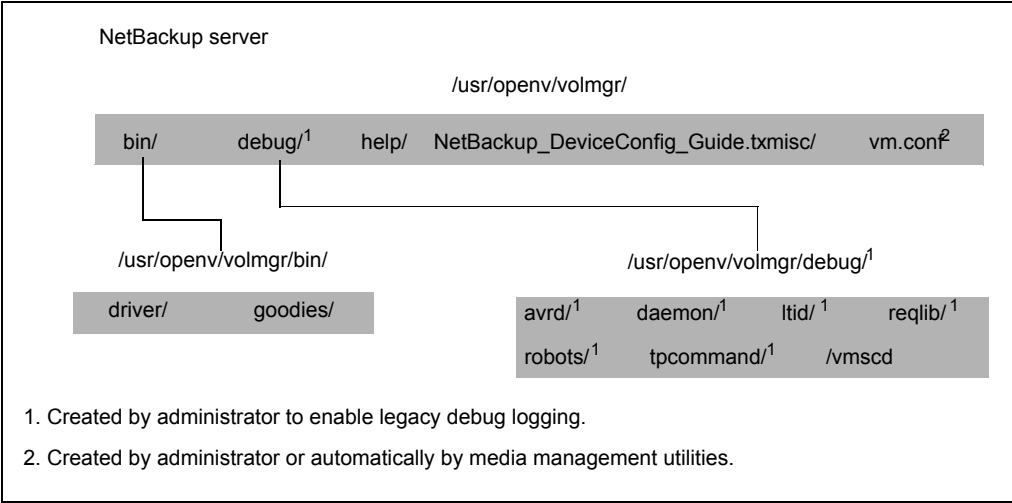 NetBackup server
/usr/openv/volmgr/
bin/ debug/1 help/ NetBackup_DeviceConfig_Guide.txmisc/ vm.conf2
/usr/openv/volmgr/bin/ /usr/openv/volmgr/debug/1
driver/ goodies/ avrd/1 daemon/1 ltid/ 1 reqlib/ 1
robots/1 tpcommand/1 /vmscd
1. Created by administrator to enable legacy debug logging.
2. Created by administrator or automatically by media management utilities.